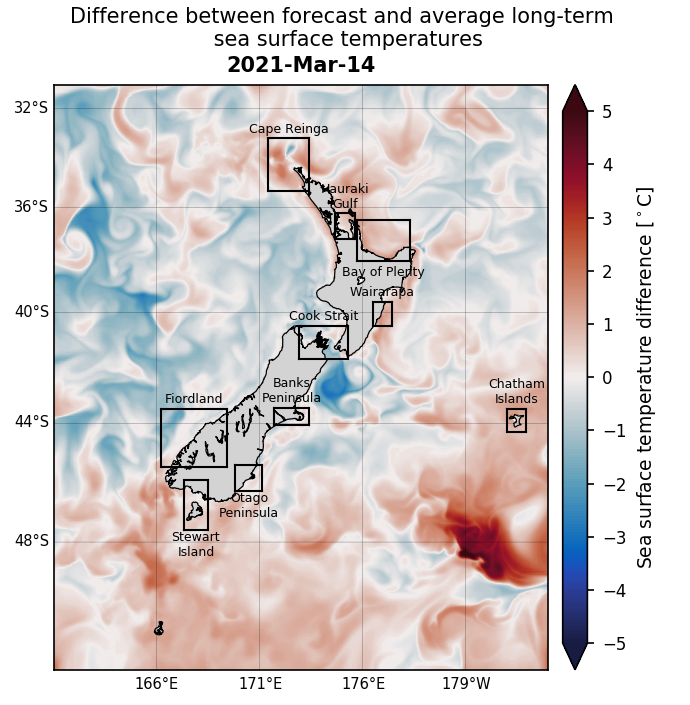 Difference between forecast and average long-term
sea surface temperatures
2021-Mar-14
32°S
36°S
40°S
44°S
48°S
Cape Reinga
Hauraki
Gulf
Bay of Plenty
Wairarapa
Cook Strait
Banks
Peninsula
Fiordland
Chatham
Islands
Otago
Peninsula
Stewart
Island
166°E
171°E
176°E
179°W
5
4
3
2
1
0
−1
−2
−3
−4
−5
Sea surface temperature difference [°C]